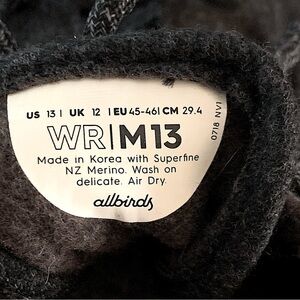 US 13 | UK 12 | EU 45-46 | CM 29.4
WR|M13
Made in Korea with Superfine
NZ Merino. Wash on
delicate. Air Dry.
allbirds
0718 NV1